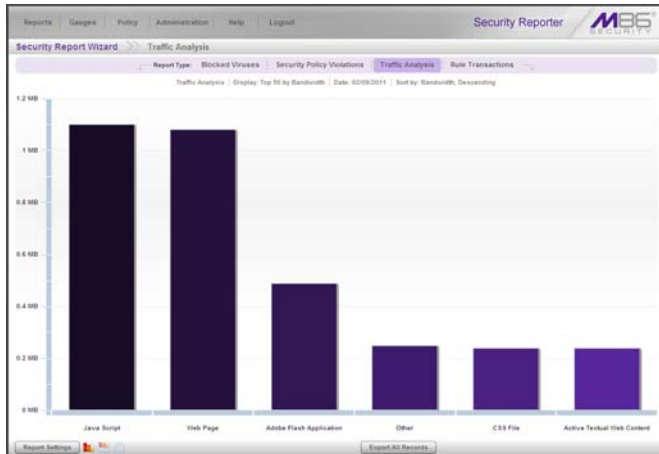 Reports Gauges Policy Administration Help Logout Security Reporter M86 SECURITY
Security Report Wizard Traffic Analysis
Report Type: Blocked Viruses Security Policy Violations Traffic Analysis Rule Transactions
Traffic Analysis Display: Top 50 by Bandwidth Date: 02/09/2011 Sort by: Bandwidth, Descending
1.2 MB
1 MB
0.8 MB
0.6 MB
0.4 MB
0.2 MB
0 MB
Java Script Web Page Adobe Flash Application Other CSS File Active Textual Web Content
Report Settings Export All Records